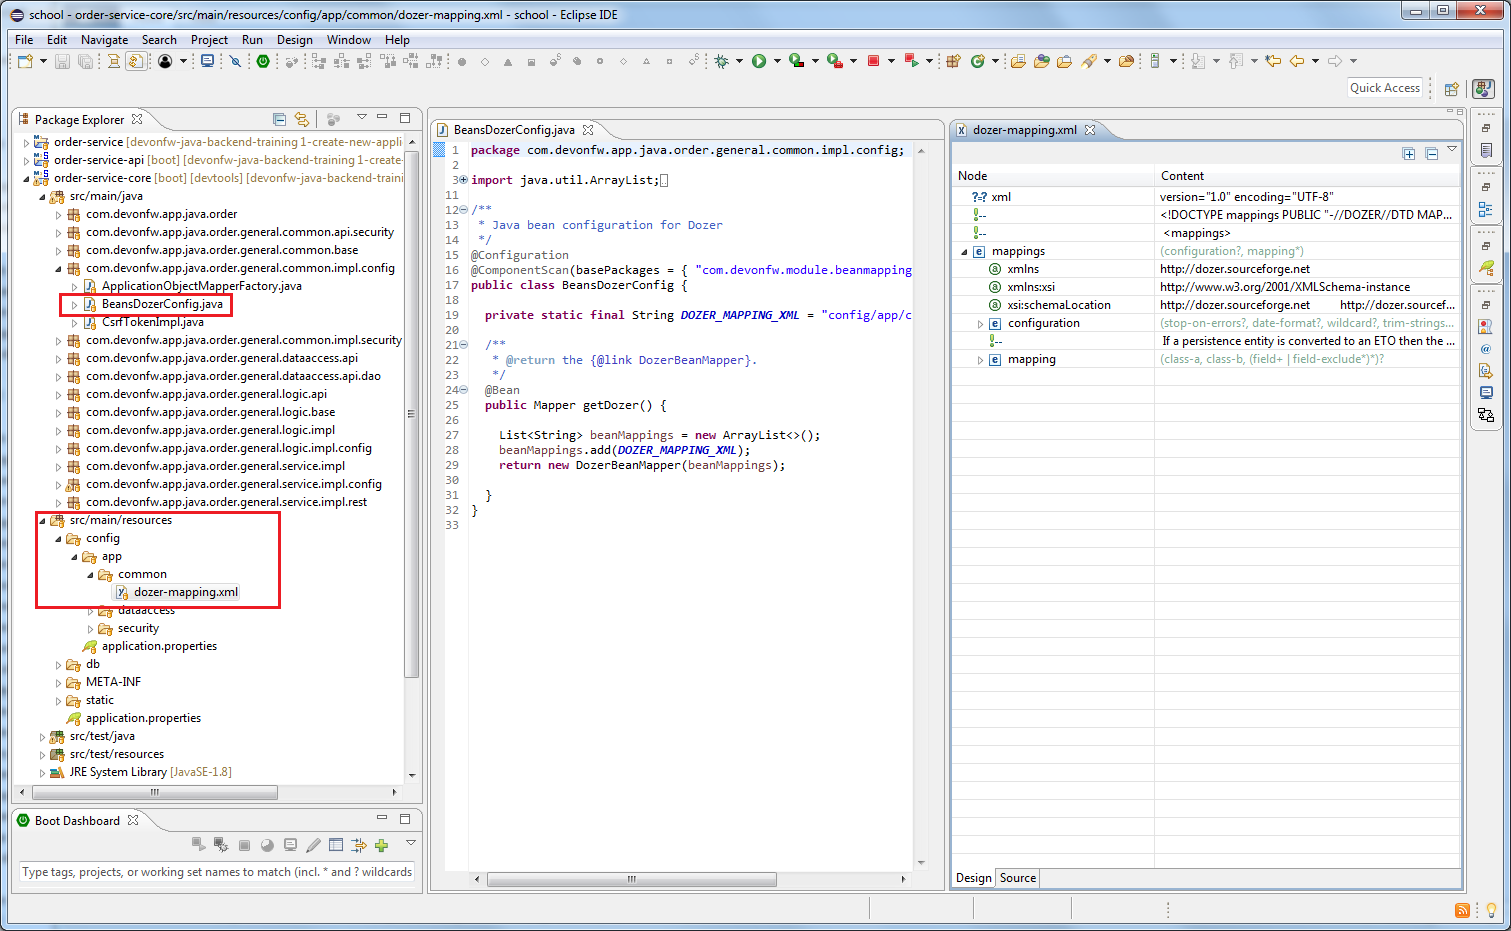 school - order-service-core/src/main/resources/config/app/common/dozer-mapping.xml - school - Eclipse IDE
File Edit Navigate Search Project Run Design Window Help
Quick Access
Package Explorer
order-service [devonfw-java-backend-training 1-create-new-appli
order-service-api [boot] [devonfw-java-backend-training 1-create-
order-service-core [boot] [devtools] [devonfw-java-backend-traini
src/main/java
com.devonfw.app.java.order
com.devonfw.app.java.order.general.common.api.security
com.devonfw.app.java.order.general.common.base
com.devonfw.app.java.order.general.common.impl.config
ApplicationObjectMapperFactory.java
BeansDozerConfig.java
CsrfTokenImpl.java
com.devonfw.app.java.order.general.common.impl.security
com.devonfw.app.java.order.general.dataaccess.api
com.devonfw.app.java.order.general.dataaccess.api.dao
com.devonfw.app.java.order.general.logic.api
com.devonfw.app.java.order.general.logic.base
com.devonfw.app.java.order.general.logic.impl
com.devonfw.app.java.order.general.logic.impl.config
com.devonfw.app.java.order.general.service.impl
com.devonfw.app.java.order.general.service.impl.config
com.devonfw.app.java.order.general.service.impl.rest
src/main/resources
config
app
common
dozer-mapping.xml
dataaccess
security
application.properties
db
META-INF
static
application.properties
src/test/java
src/test/resources
JRE System Library [JavaSE-1.8]
Boot Dashboard
Type tags, projects, or working set names to match (incl. * and ? wildcards
BeansDozerConfig.java
1 package com.devonfw.app.java.order.general.common.impl.config;
2
3 import java.util.ArrayList;
11
12 /**
13 * Java bean configuration for Dozer
14 */
15 @Configuration
16 @ComponentScan(basePackages = { "com.devonfw.module.beanmapping
17 public class BeansDozerConfig {
18
19 private static final String DOZER_MAPPING_XML = "config/app/c
20
21 /**
22 * @return the {@link DozerBeanMapper}.
23 */
24 @Bean
25 public Mapper getDozer() {
26
27 List<String> beanMappings = new ArrayList<>();
28 beanMappings.add(DOZER_MAPPING_XML);
29 return new DozerBeanMapper(beanMappings);
30
31 }
32 }
33
dozer-mapping.xml
Node Content
?=? xml version="1.0" encoding="UTF-8"
!-- <!DOCTYPE mappings PUBLIC "-//DOZER//DTD MAP...
!-- <mappings>
e mappings (configuration?, mapping*)
xmlns http://dozer.sourceforge.net
xmlns:xsi http://www.w3.org/2001/XMLSchema-instance
xsi:schemaLocation http://dozer.sourceforge.net http://dozer.sourcef...
e configuration (stop-on-errors?, date-format?, wildcard?, trim-strings...
!-- If a persistence entity is converted to an ETO then the ...
e mapping (class-a, class-b, (field+ | field-exclude*)*)?
Design Source